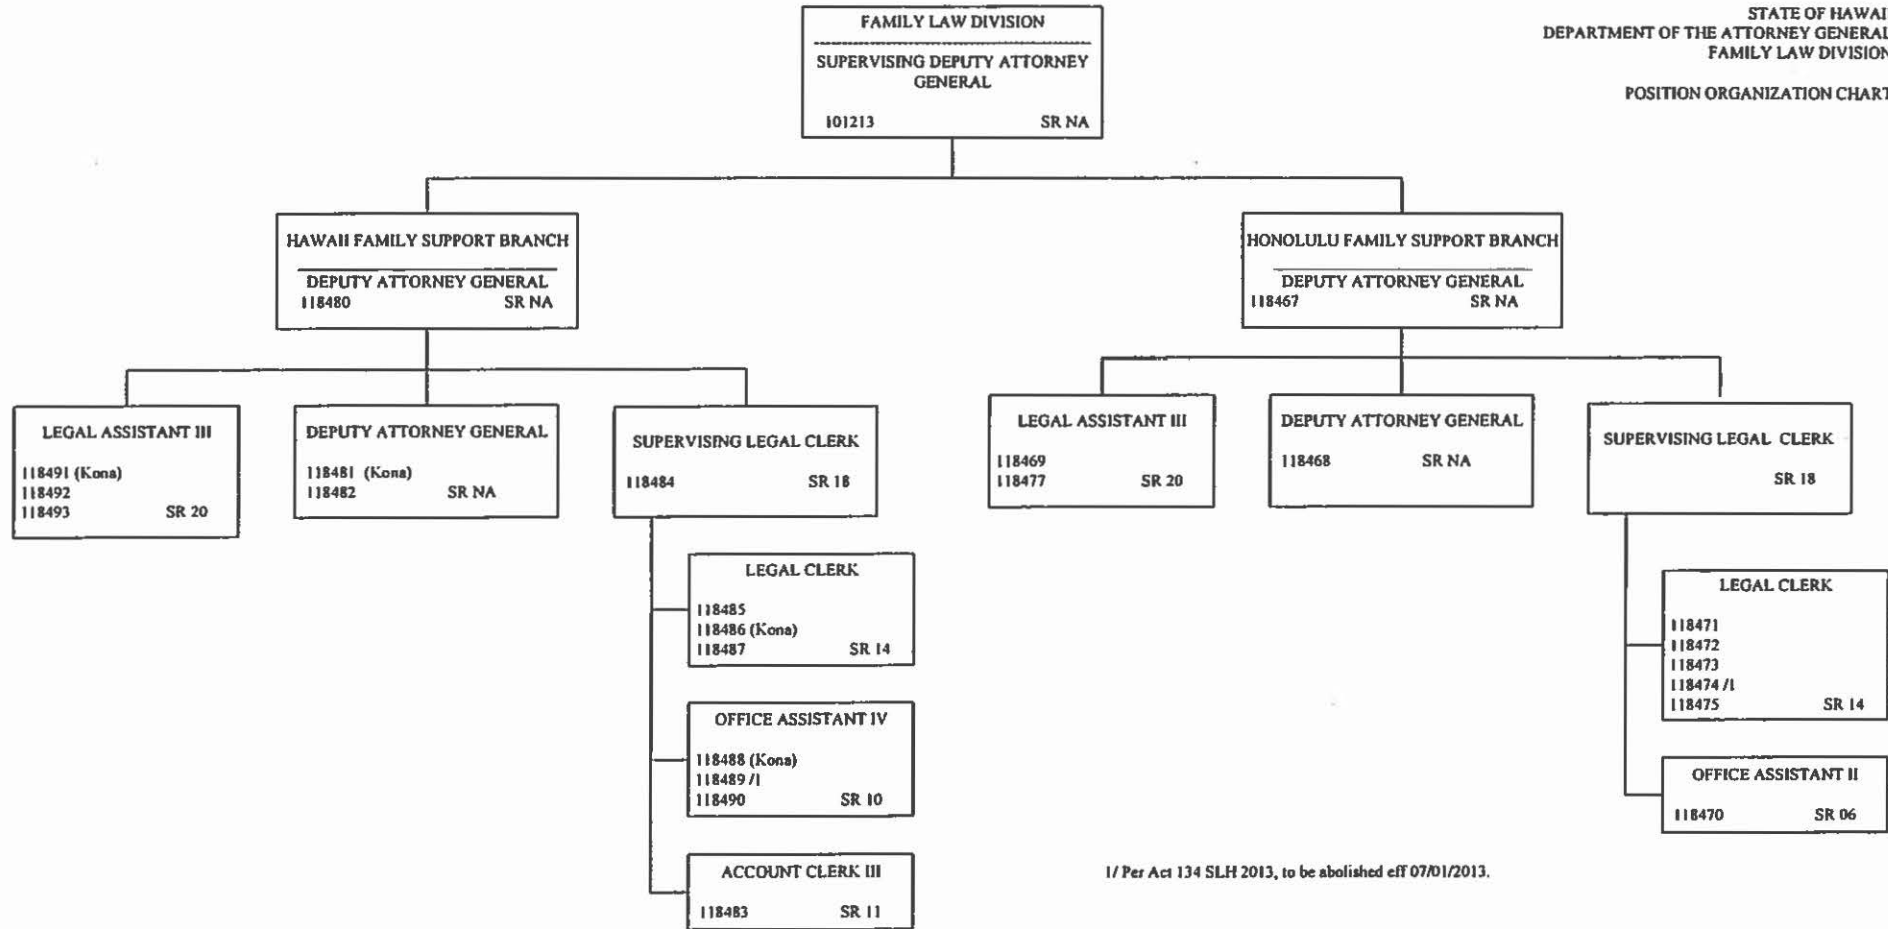 STATE OF HAWAII
DEPARTMENT OF THE ATTORNEY GENERAL
FAMILY LAW DIVISION
POSITION ORGANIZATION CHART
FAMILY LAW DIVISION
SUPERVISING DEPUTY ATTORNEY
GENERAL
101213 SR NA
HAWAII FAMILY SUPPORT BRANCH
DEPUTY ATTORNEY GENERAL
118480 SR NA
HONOLULU FAMILY SUPPORT BRANCH
DEPUTY ATTORNEY GENERAL
118467 SR NA
LEGAL ASSISTANT III
118491 (Kona)
118492
118493 SR 20
DEPUTY ATTORNEY GENERAL
118481 (Kona)
118482 SR NA
SUPERVISING LEGAL CLERK
118484 SR 18
LEGAL CLERK
118485
118486 (Kona)
118487 SR 14
OFFICE ASSISTANT IV
118488 (Kona)
118489 /1
118490 SR 10
ACCOUNT CLERK III
118483 SR 11
LEGAL ASSISTANT III
118469
118477 SR 20
DEPUTY ATTORNEY GENERAL
118468 SR NA
SUPERVISING LEGAL CLERK
SR 18
LEGAL CLERK
118471
118472
118473
118474 /1
118475 SR 14
OFFICE ASSISTANT II
118470 SR 06
1/ Per Act 134 SLH 2013, to be abolished eff 07/01/2013.